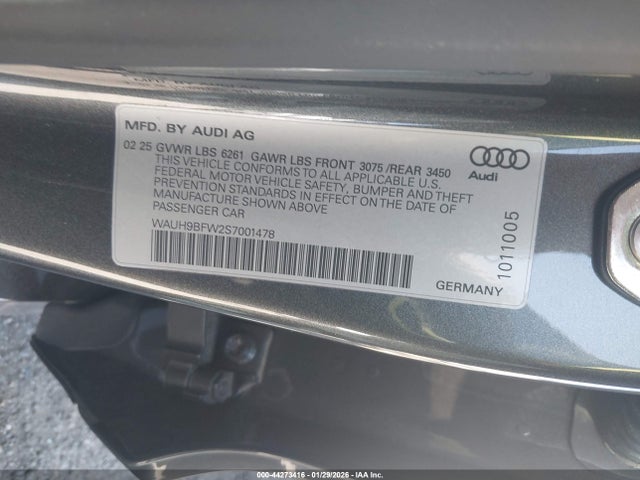 MFD. BY AUDI AG
02 25 GVWR LBS 6261 GAWR LBS FRONT 3075 /REAR 3450
THIS VEHICLE CONFORMS TO ALL APPLICABLE U.S.
FEDERAL MOTOR VEHICLE SAFETY, BUMPER AND THEFT
PREVENTION STANDARDS IN EFFECT ON THE DATE OF
MANUFACTURE SHOWN ABOVE
PASSENGER CAR
WAUH9BFW2S7001478
Audi
1011005
GERMANY
000-44273416 - 01/29/2026 - IAA Inc.